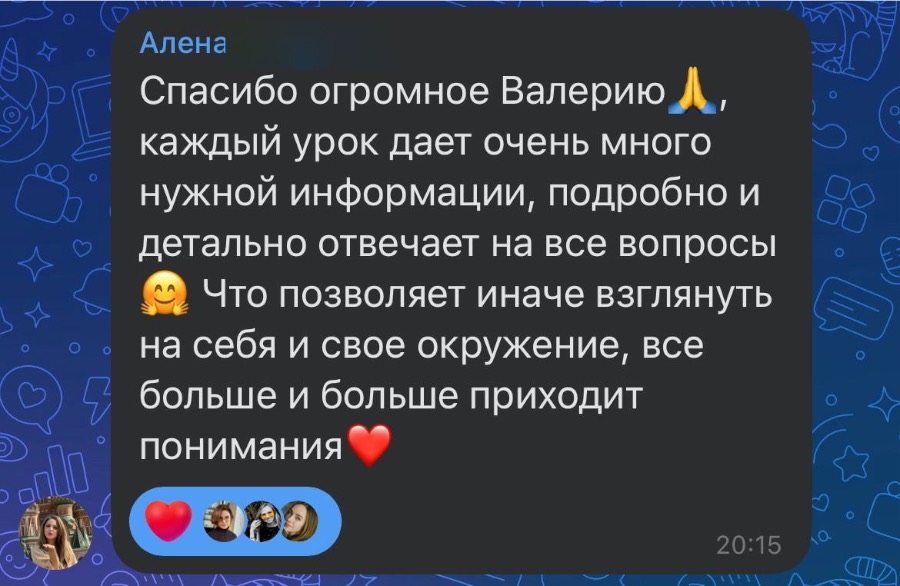 Алена
Спасибо огромное Валерию🙏,
каждый урок дает очень много
нужной информации, подробно и
детально отвечает на все вопросы
🤗 Что позволяет иначе взглянуть
на себя и свое окружение, все
больше и больше приходит
понимания❤️
20:15